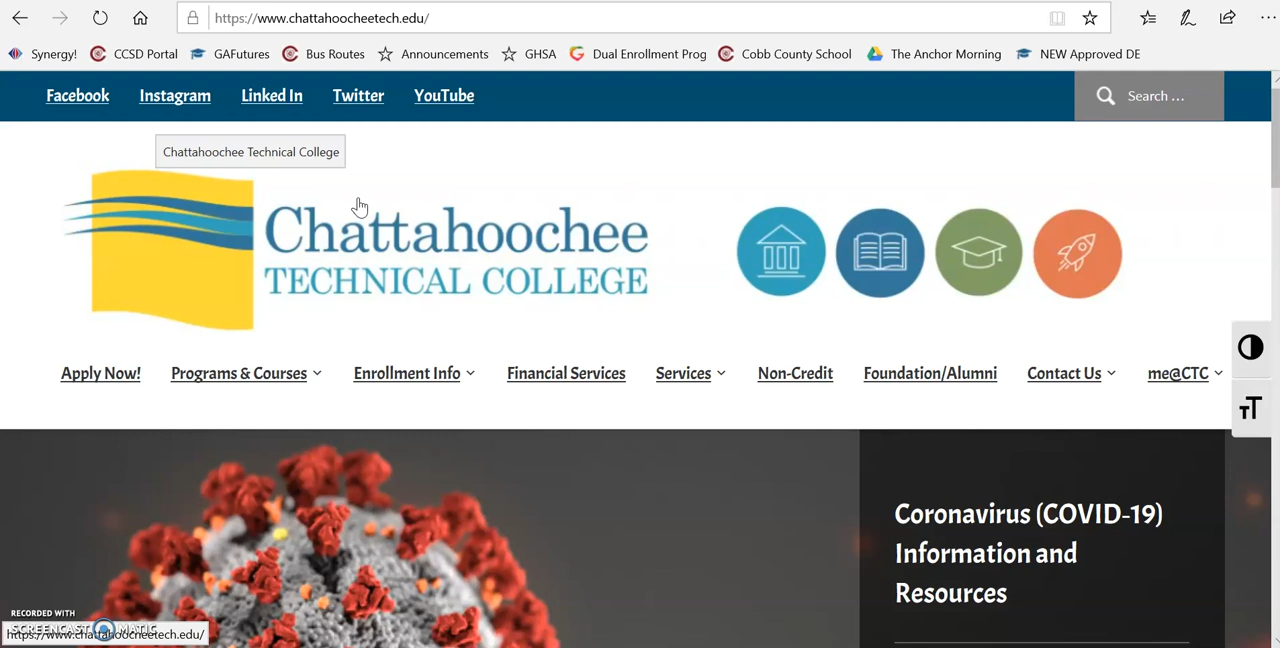 https://www.chattahoocheetech.edu/
Synergy! CCSD Portal GAFutures Bus Routes Announcements GHSA Dual Enrollment Prog Cobb County School The Anchor Morning NEW Approved DE
Facebook Instagram Linked In Twitter YouTube Search ...
Chattahoochee Technical College
Chattahoochee
TECHNICAL COLLEGE
Apply Now! Programs & Courses Enrollment Info Financial Services Services Non-Credit Foundation/Alumni Contact Us me@CTC
TT
Coronavirus (COVID-19)
Information and
Resources
RECORDED WITH
SCREENCAST MATIC
https://www.chattahoocheetech.edu/